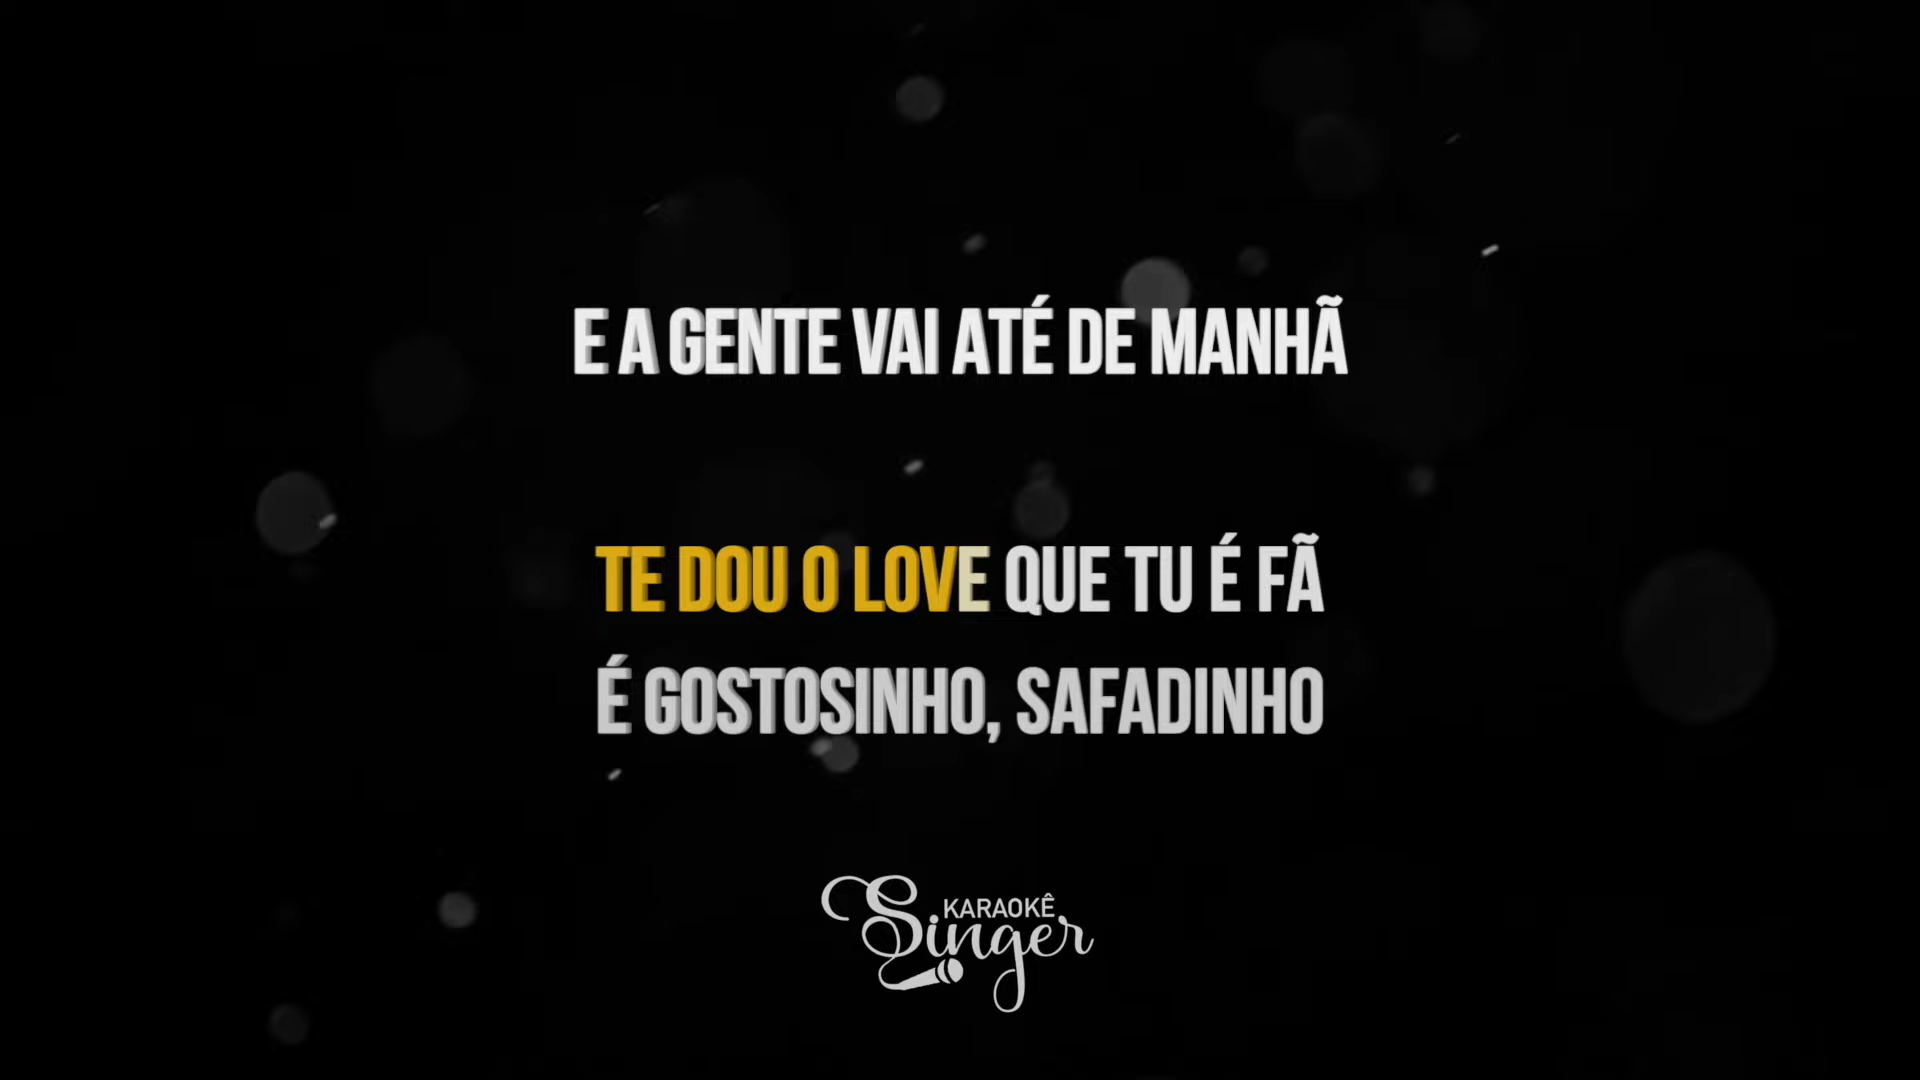 E A GENTE VAI ATÉ DE MANHÃ
TE DOU O LOVE QUE TU É FÃ
É GOSTOSINHO, SAFADINHO
KARAOKÊ
Singer